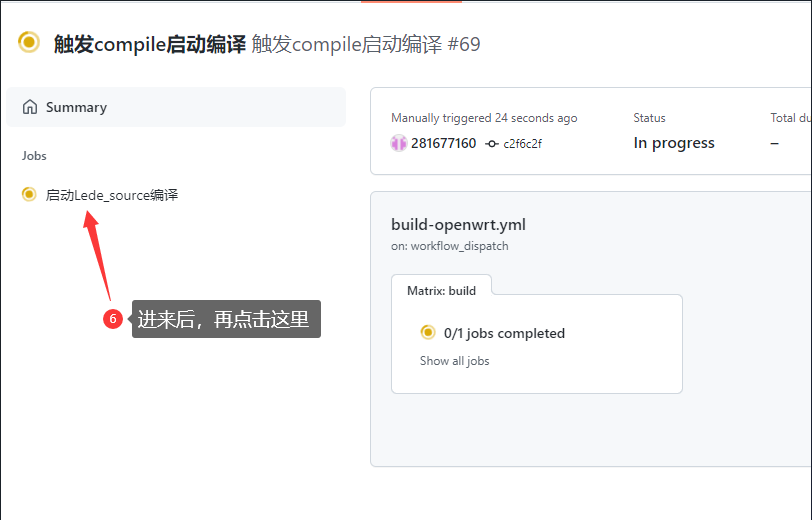 触发compile启动编译 触发compile启动编译 #69
Summary
Jobs
启动Lede_source编译
6 进来后，再点击这里
Manually triggered 24 seconds ago
281677160 c2f6c2f
Status
In progress
Total du
–
build-openwrt.yml
on: workflow_dispatch
Matrix: build
0/1 jobs completed
Show all jobs